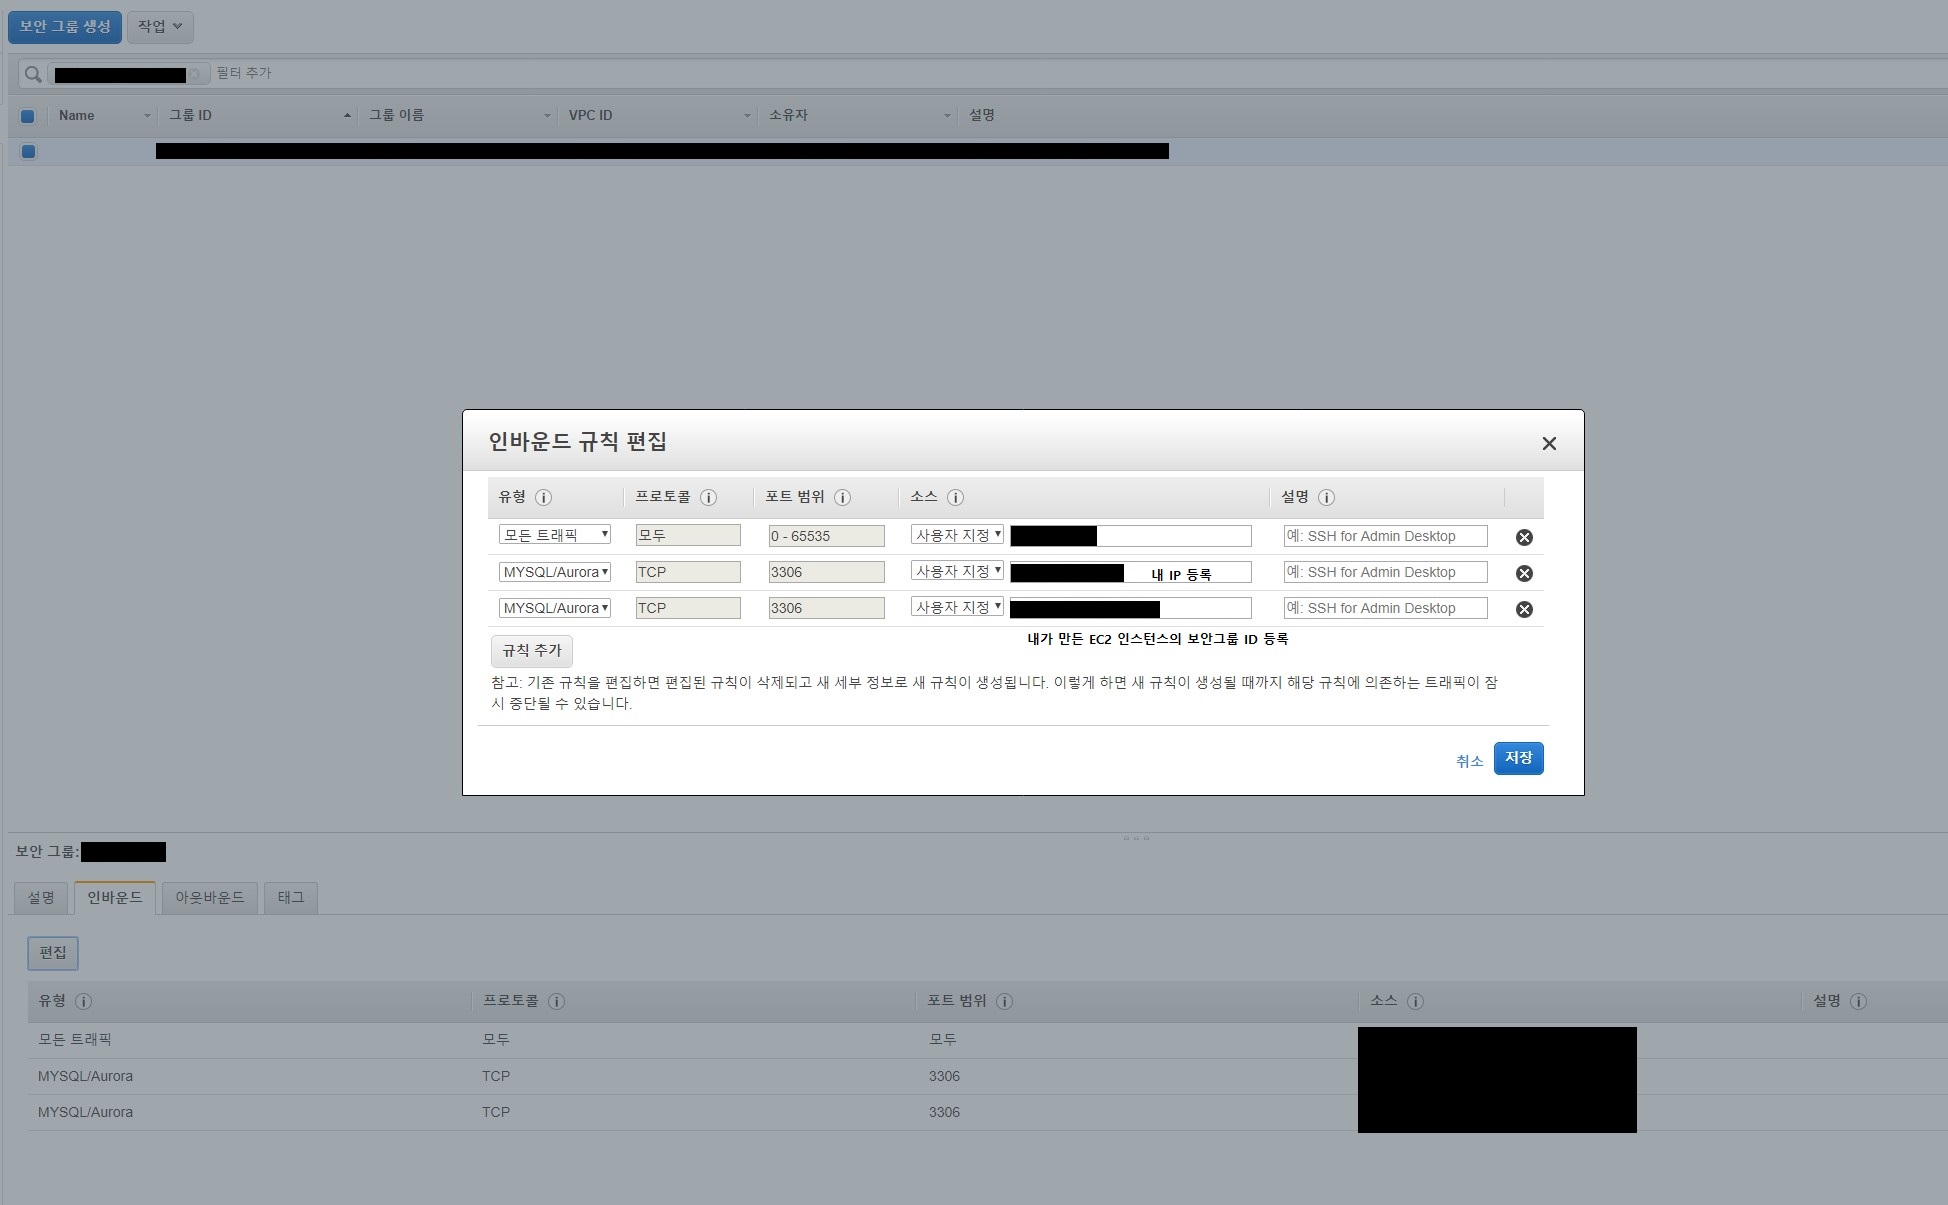 보안 그룹 생성 작업
필터 추가
Name 그룹 ID 그룹 이름 VPC ID 소유자 설명
인바운드 규칙 편집
유형 프로토콜 포트 범위 소스 설명
모든 트래픽 모두 0 - 65535 사용자 지정 예: SSH for Admin Desktop
MYSQL/Aurora TCP 3306 사용자 지정 내 IP 등록 예: SSH for Admin Desktop
MYSQL/Aurora TCP 3306 사용자 지정 예: SSH for Admin Desktop
내가 만든 EC2 인스턴스의 보안그룹 ID 등록
규칙 추가
참고: 기존 규칙을 편집하면 편집된 규칙이 삭제되고 새 세부 정보로 새 규칙이 생성됩니다. 이렇게 하면 새 규칙이 생성될 때까지 해당 규칙에 의존하는 트래픽이 잠
시 중단될 수 있습니다.
취소 저장
보안 그룹:
설명 인바운드 아웃바운드 태그
편집
유형 프로토콜 포트 범위 소스 설명
모든 트래픽 모두 모두
MYSQL/Aurora TCP 3306
MYSQL/Aurora TCP 3306